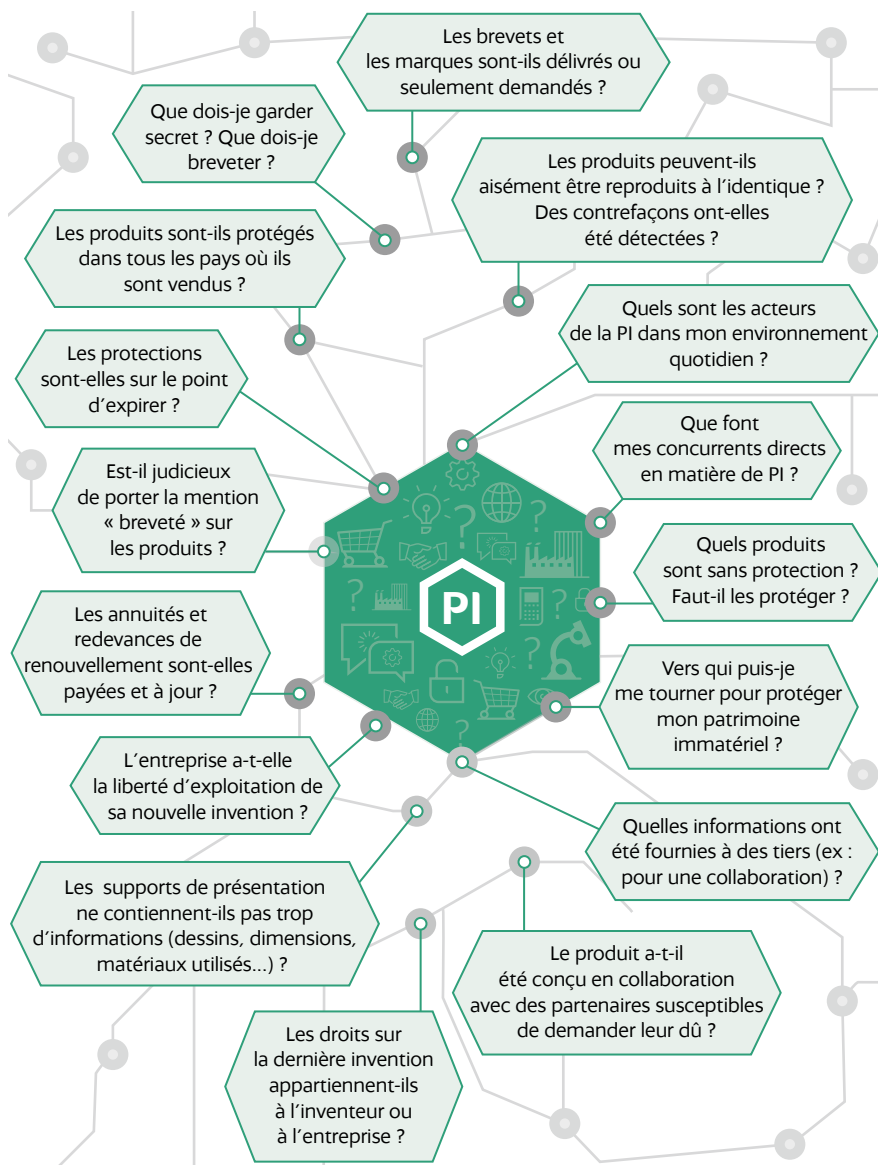 Les brevets et
les marques sont-ils délivrés ou
seulement demandés ?
Que dois-je garder
secret ? Que dois-je
breveter ?
Les produits peuvent-ils
aisément être reproduits à l'identique ?
Des contrefaçons ont-elles
été détectées ?
Les produits sont-ils protégés
dans tous les pays où ils
sont vendus ?
Quels sont les acteurs
de la PI dans mon environnement
quotidien ?
Les protections
sont-elles sur le point
d'expirer ?
Que font
mes concurrents directs
en matière de PI ?
Est-il judicieux
de porter la mention
« breveté » sur
les produits ?
Quels produits
sont sans protection ?
Faut-il les protéger ?
PI
Les annuités et
redevances de
renouvellement sont-elles
payées et à jour ?
Vers qui puis-je
me tourner pour protéger
mon patrimoine
immatériel ?
L'entreprise a-t-elle
la liberté d'exploitation de
sa nouvelle invention ?
Quelles informations ont
été fournies à des tiers (ex :
pour une collaboration) ?
Les supports de présentation
ne contiennent-ils pas trop
d'informations (dessins, dimensions,
matériaux utilisés...) ?
Le produit a-t-il
été conçu en collaboration
avec des partenaires susceptibles
de demander leur dû ?
Les droits sur
la dernière invention
appartiennent-ils
à l'inventeur ou
à l'entreprise ?